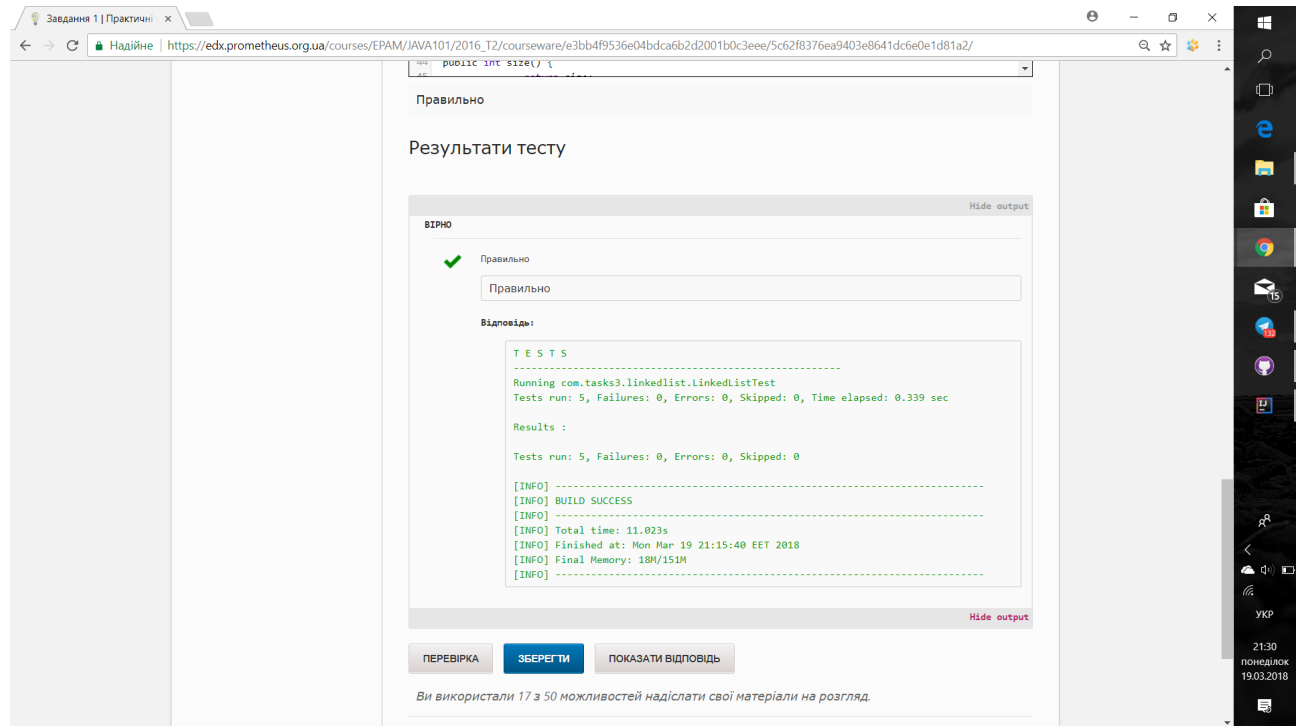 Завдання 1 | Практичні
Надійне
https://edx.prometheus.org.ua/courses/EPAM/JAVA101/2016_T2/courseware/e3bb4f9536e04bdca6b2d2001b0c3eee/5c62f8376ea9403e8641dc6e0e1d81a2/
44 public int size() {
Правильно
Результати тесту
Hide output
ВІРНО
Правильно
Правильно
Відповідь:
T E S T S
-------------------------------------------------------
Running com.tasks3.linkedlist.LinkedListTest
Tests run: 5, Failures: 0, Errors: 0, Skipped: 0, Time elapsed: 0.339 sec
Results :
Tests run: 5, Failures: 0, Errors: 0, Skipped: 0
[INFO] ------------------------------------------------------------------------
[INFO] BUILD SUCCESS
[INFO] ------------------------------------------------------------------------
[INFO] Total time: 11.023s
[INFO] Finished at: Mon Mar 19 21:15:40 EET 2018
[INFO] Final Memory: 18M/151M
[INFO] ------------------------------------------------------------------------
Hide output
ПЕРЕВІРКА
ЗБЕРЕГТИ
ПОКАЗАТИ ВІДПОВІДЬ
Ви використали 17 з 50 можливостей надіслати свої матеріали на розгляд.
15
132
УКР
21:30
понеділок
19.03.2018